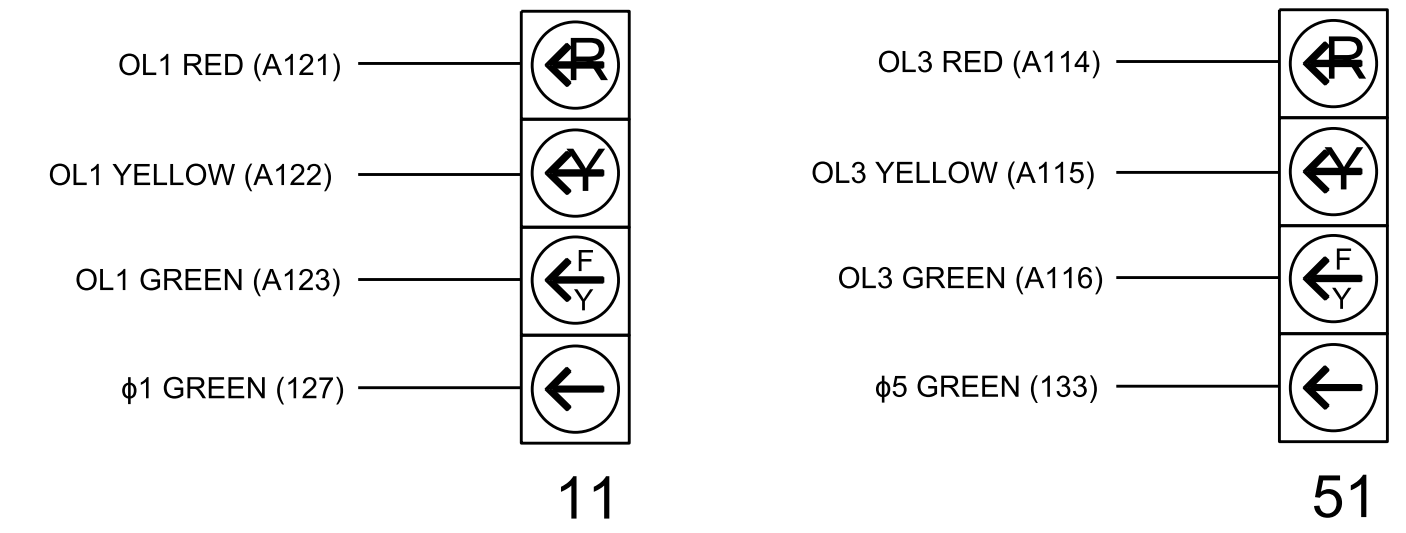 OL1 RED (A121)
R
OL1 YELLOW (A122)
Y
OL1 GREEN (A123)
F
Y
ϕ1 GREEN (127)
11
OL3 RED (A114)
R
OL3 YELLOW (A115)
Y
OL3 GREEN (A116)
F
Y
ϕ5 GREEN (133)
51